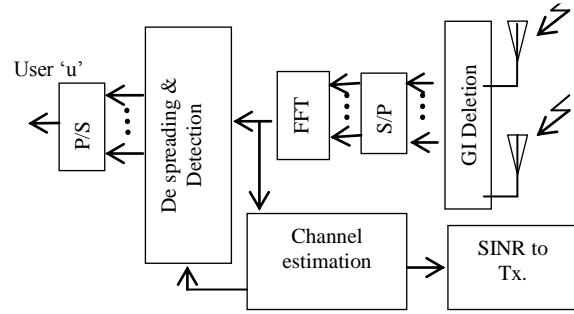 User ‘u’
P/S
De spreading &
Detection
FFT
S/P
GI Deletion
Channel
estimation
SINR to
Tx.